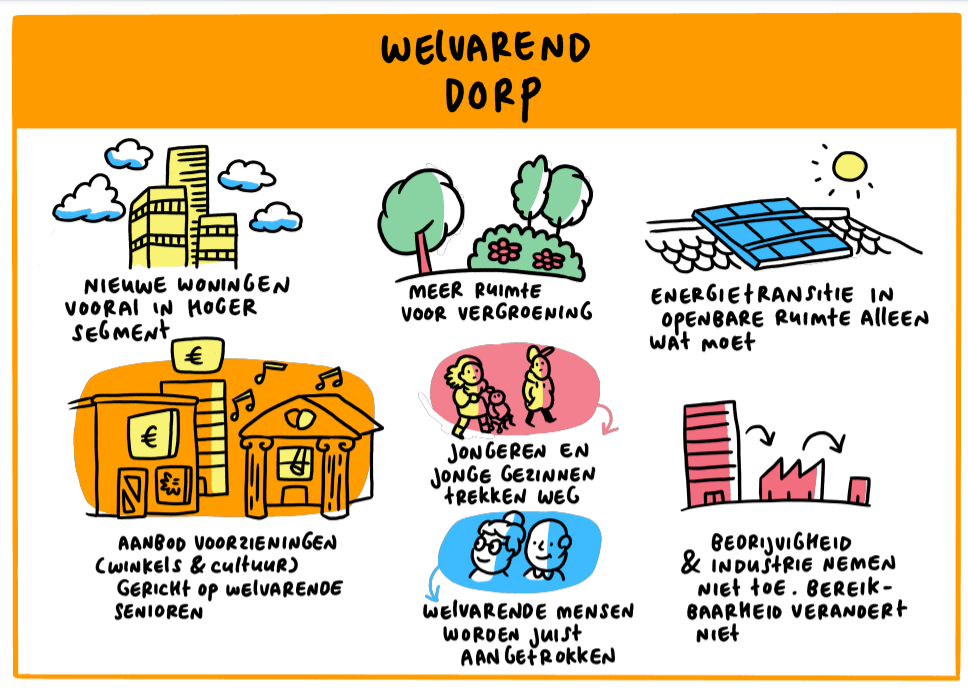 WELVAREND
DORP
NIEUWE WONINGEN
VOORAL IN HOGER
SEGMENT
MEER RUIMTE
VOOR VERGROENING
ENERGIETRANSITIE IN
OPENBARE RUIMTE ALLEEN
WAT MOET
€
€
AANBOD VOORZIENINGEN
(WINKELS & CULTUUR)
GERICHT OP WELVARENDE
SENIOREN
JONGEREN EN
JONGE GEZINNEN
TREKKEN WEG
WELVARENDE MENSEN
WORDEN JUIST
AANGETROKKEN
BEDRIJVIGHEID
& INDUSTRIE NEMEN
NIET TOE. BEREIK-
BAARHEID VERANDERT
NIET